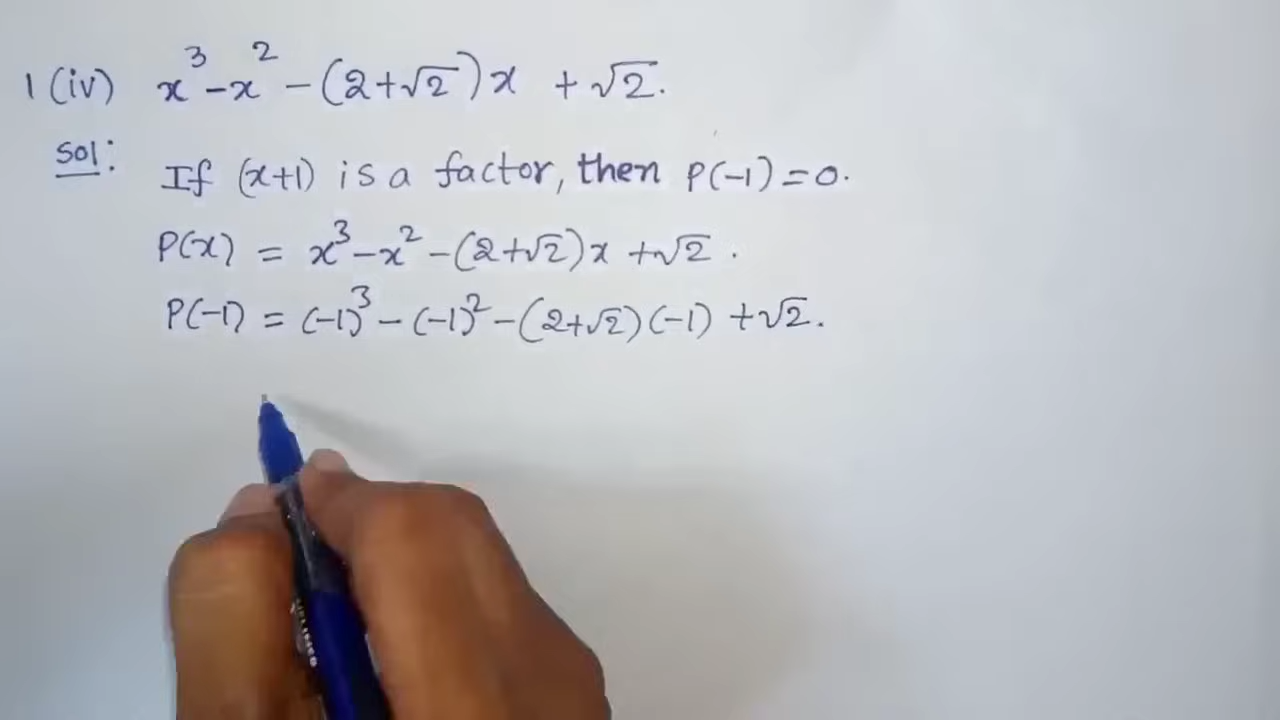 1 (iv) x³ - x² - (2+√2)x + √2.
Sol:
If (x+1) is a factor, then P(-1) = 0.
P(x) = x³ - x² - (2+√2)x + √2.
P(-1) = (-1)³ - (-1)² - (2+√2)(-1) + √2.